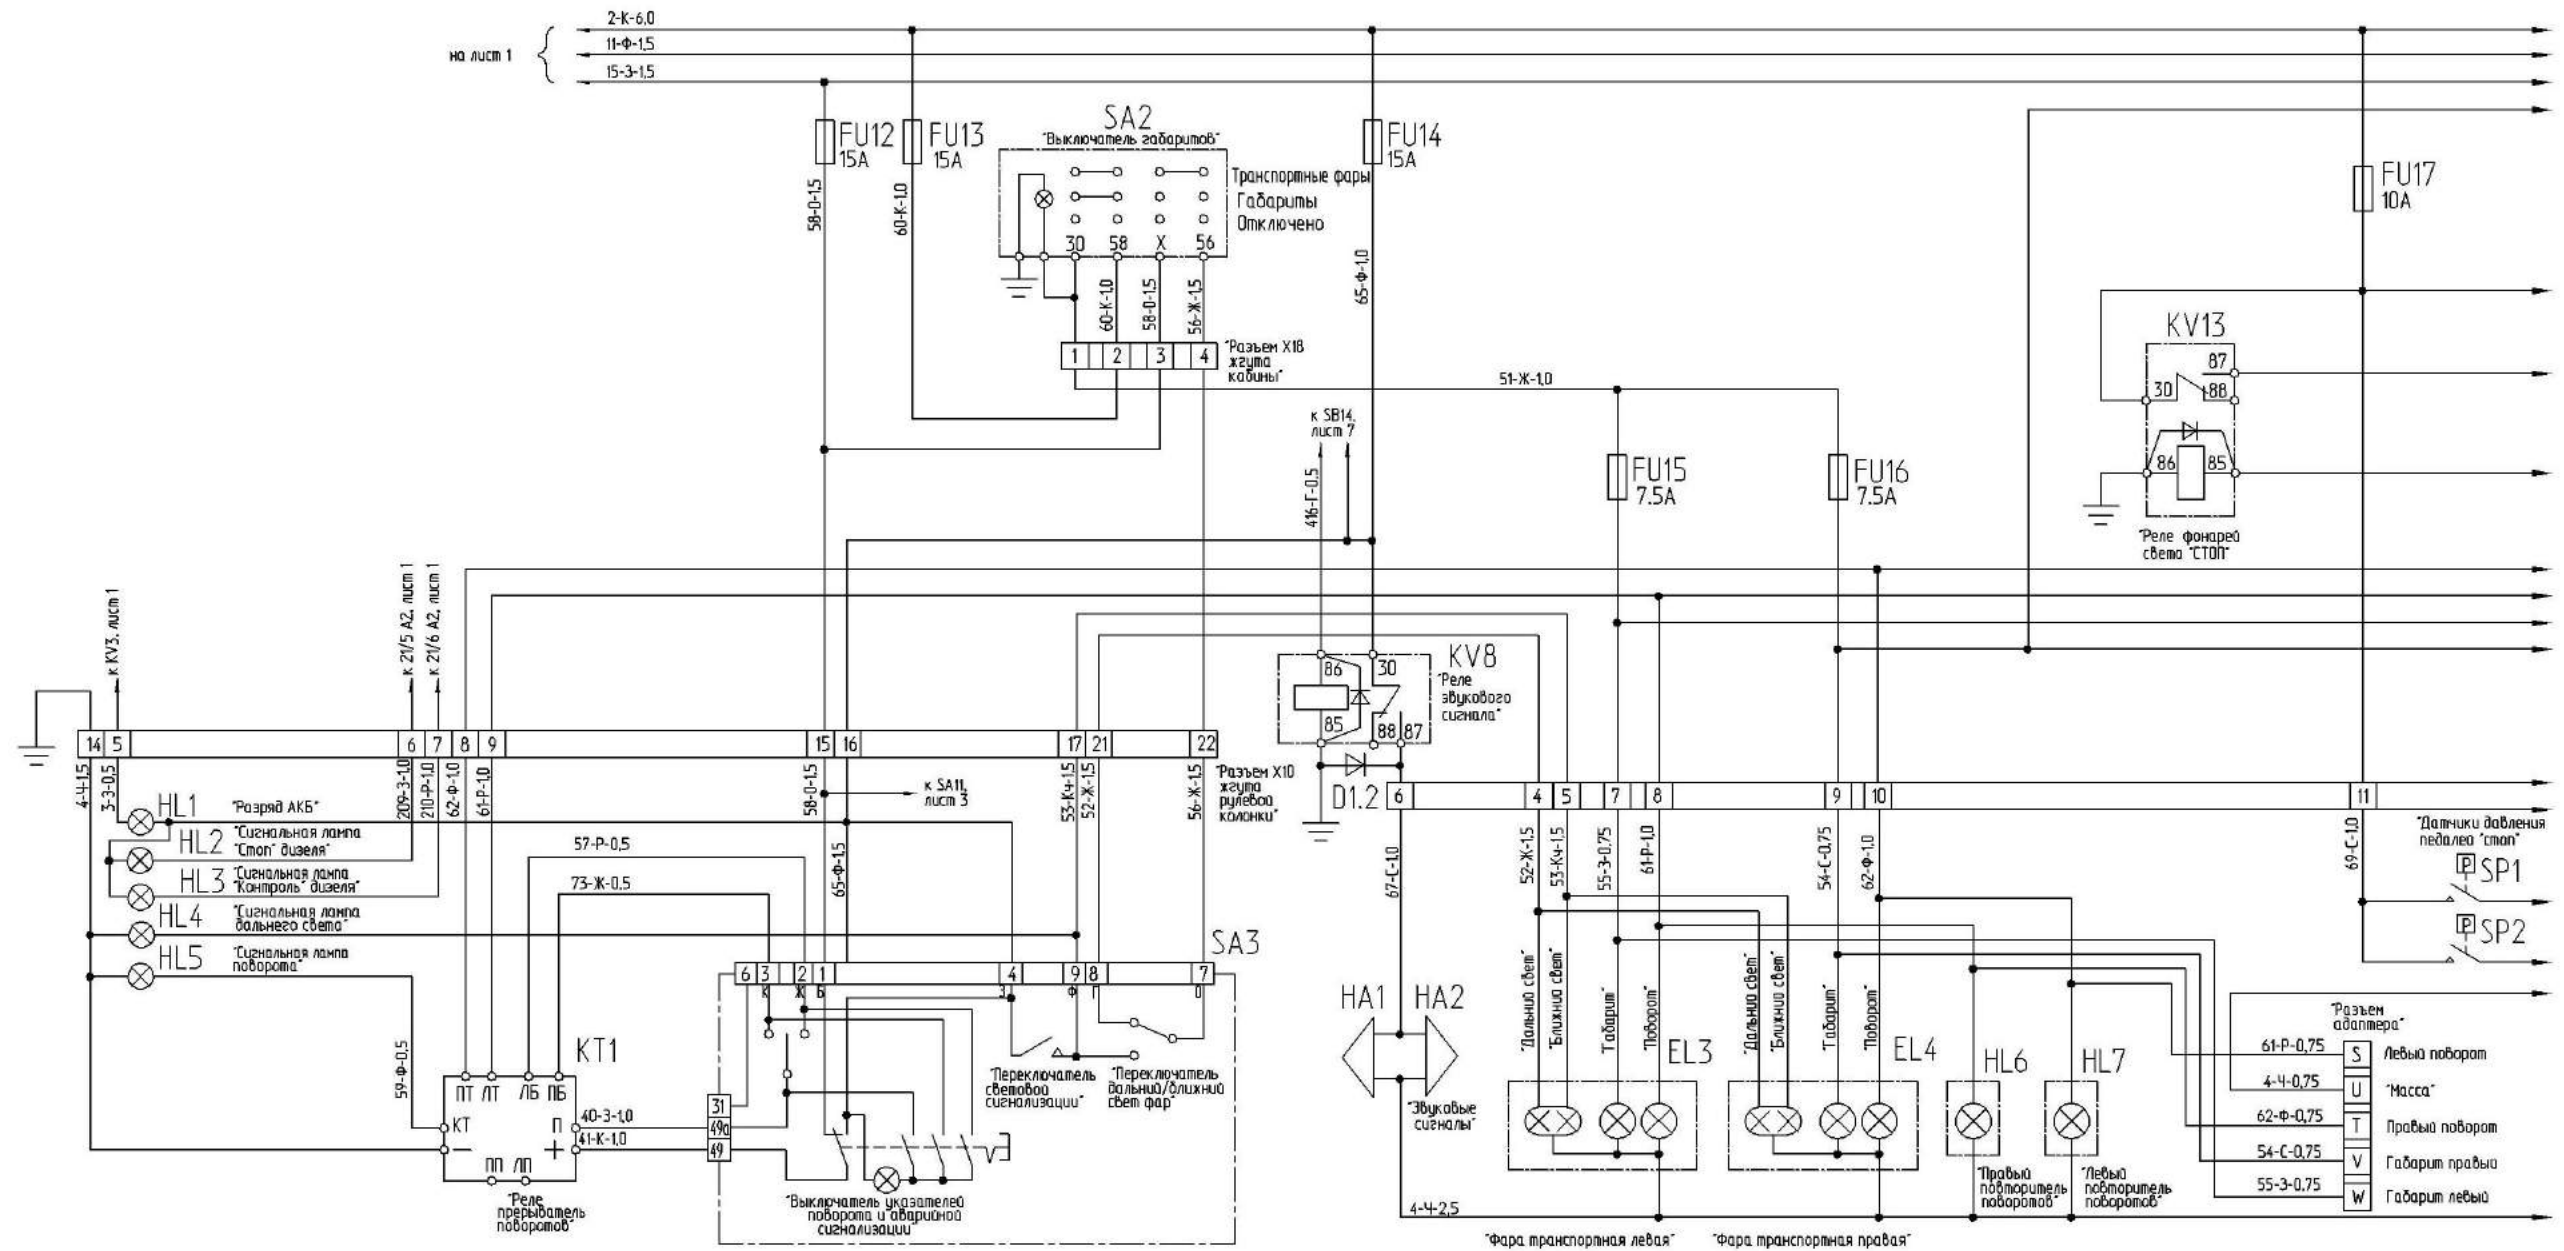 2-К-6,0
на лист 1
11-Ф-1,5
15-З-1,5
SA2
"Выключатель габаритов"
FU12
15А
FU13
15А
FU14
15А
FU17
10А
Транспортные фары
Габариты
Отключено
30 58 X 56
58-О-1,5
60-К-1,0
65-Ф-1,0
60-К-1,0
58-О-1,5
56-Ж-1,5
1 2 3 4
"Разъем Х18
жгута
кабины"
51-Ж-1,0
KV13
87
30
88
86 85
"Реле фонарей
света "СТОП"
к SB14,
лист 7
416-Г-0,5
FU15
7.5А
FU16
7.5А
к KV3, лист 1
к 21/5 А2, лист 1
к 21/6 А2, лист 1
KV8
"Реле
звукового
сигнала"
86 30
85 88 87
14 5 6 7 8 9 15 16 17 21 22
"Разъем Х10
жгута
рулевой
колонки"
D1.2
6 4 5 7 8 9 10 11
4-Ч-1,5
3-З-0,5
209-З-1,0
210-Р-1,0
62-Ф-1,0
61-Р-1,0
58-О-1,5
к SA11,
лист 3
53-Кч-1,5
52-Ж-1,5
56-Ж-1,5
HL1
"Разряд АКБ"
HL2
"Сигнальная лампа
"Стоп" дизеля"
HL3
"Сигнальная лампа
"Контроль" дизеля"
HL4
"Сигнальная лампа
дальнего света"
HL5
"Сигнальная лампа
поворота"
57-Р-0,5
73-Ж-0,5
65-Ф-1,5
67-С-1,0
52-Ж-1,5
53-Кч-1,5
55-З-0,75
61-Р-1,0
54-С-0,75
62-Ф-1,0
69-С-1,0
"Датчики давления
педалей "стоп"
P
SP1
P
SP2
SA3
6 3 2 1 4 9 8 7
К Ж Б З Ф Г О
59-Ф-0,5
KT1
ПТ ЛТ ЛБ ПБ
КТ
П
–
+
ПП ЛП
"Реле
прерыватель
поворотов"
40-З-1,0
41-К-1,0
31
49а
49
"Переключатель
световой
сигнализации"
"Переключатель
дальний/ближний
свет фар"
"Выключатель указателей
поворота и аварийной
сигнализации"
HA1 HA2
"Звуковые
сигналы"
"Дальний свет"
"Ближний свет"
"Габарит"
"Поворот"
"Дальний свет"
"Ближний свет"
"Габарит"
"Поворот"
EL3
EL4
HL6
HL7
"Правый
повторитель
поворотов"
"Левый
повторитель
поворотов"
"Разъем
адаптера"
61-Р-0,75 S Левый поворот
4-Ч-0,75 U "Масса"
62-Ф-0,75 T Правый поворот
54-С-0,75 V Габарит правый
55-З-0,75 W Габарит левый
4-Ч-2,5
"Фара транспортная левая"
"Фара транспортная правая"